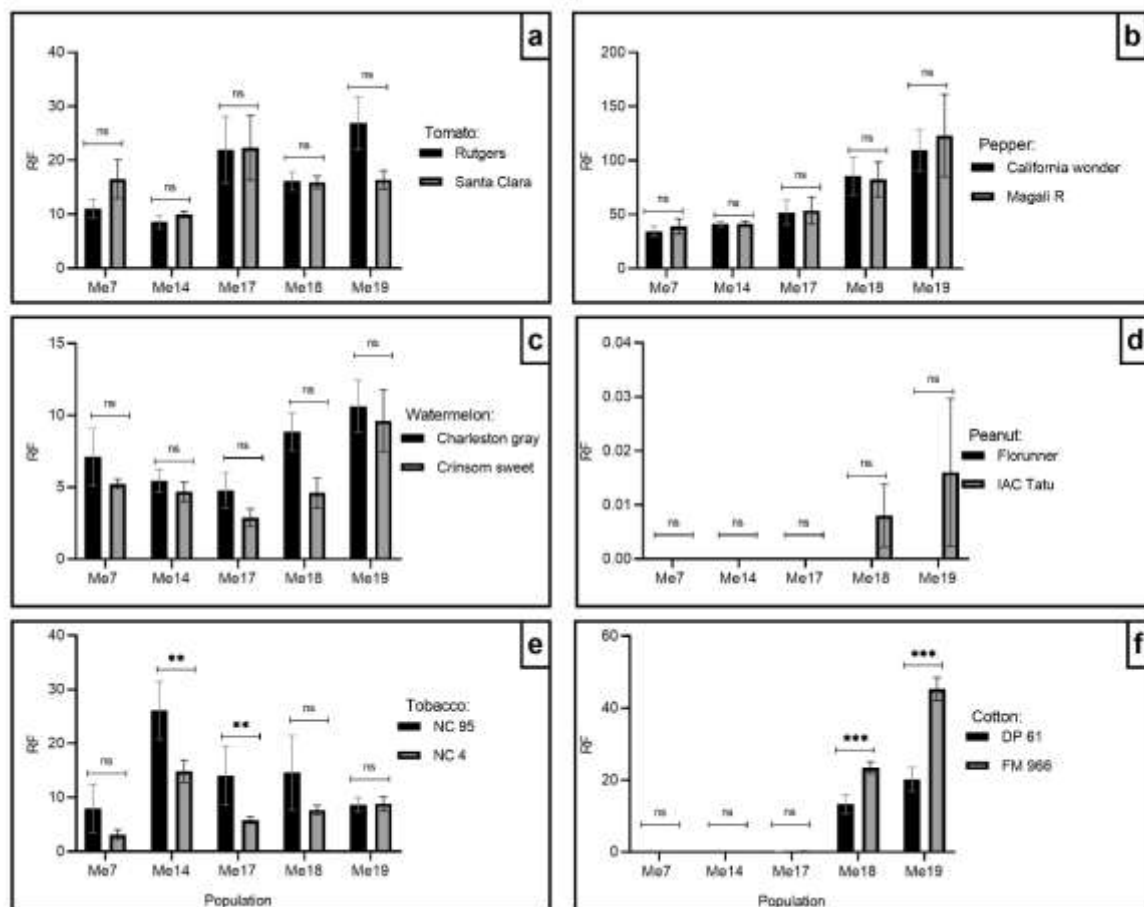 a
40
30
20
10
0
RF
ns
ns
ns
ns
ns
Me7 Me14 Me17 Me18 Me19
Tomato:
Rutgers
Santa Clara
b
200
150
100
50
0
RF
ns
ns
ns
ns
ns
Me7 Me14 Me17 Me18 Me19
Pepper:
California wonder
Magali R
c
15
10
5
0
RF
ns
ns
ns
ns
ns
Me7 Me14 Me17 Me18 Me19
Watermelon:
Charleston gray
Crinsom sweet
d
0.04
0.03
0.02
0.01
0.00
RF
ns
ns
ns
ns
ns
Me7 Me14 Me17 Me18 Me19
Peanut:
Florunner
IAC Tatu
e
40
30
20
10
0
RF
ns
**
**
ns
ns
Me7 Me14 Me17 Me18 Me19
Population
Tobacco:
NC 95
NC 4
f
60
40
20
0
RF
ns
ns
ns
***
***
Me7 Me14 Me17 Me18 Me19
Population
Cotton:
DP 61
FM 966